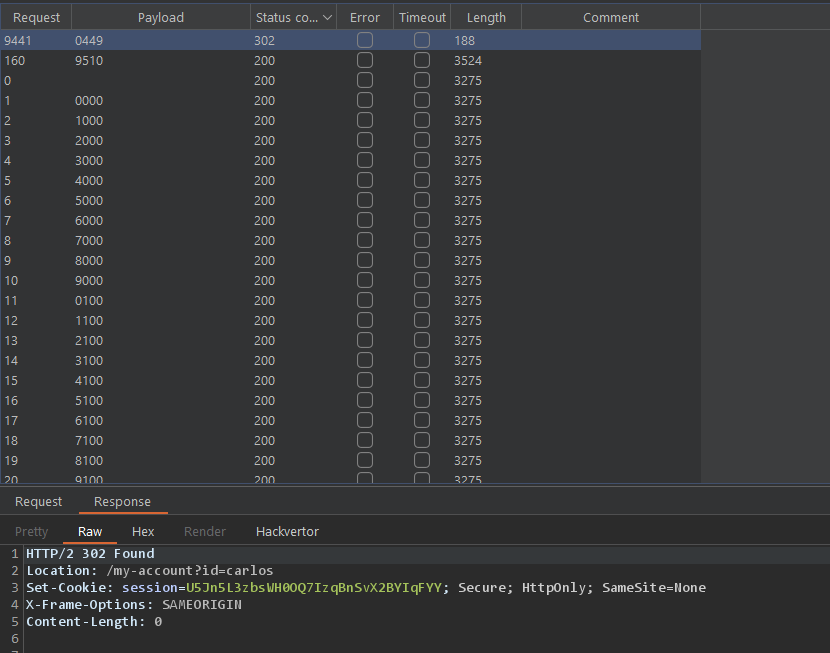 Request Payload Status co... Error Timeout Length Comment
9441 0449 302 188
160 9510 200 3524
0 200 3275
1 0000 200 3275
2 1000 200 3275
3 2000 200 3275
4 3000 200 3275
5 4000 200 3275
6 5000 200 3275
7 6000 200 3275
8 7000 200 3275
9 8000 200 3275
10 9000 200 3275
11 0100 200 3275
12 1100 200 3275
13 2100 200 3275
14 3100 200 3275
15 4100 200 3275
16 5100 200 3275
17 6100 200 3275
18 7100 200 3275
19 8100 200 3275
20 9100 200 3275
Request Response
Pretty Raw Hex Render Hackvertor
1 HTTP/2 302 Found
2 Location: /my-account?id=carlos
3 Set-Cookie: session=U5Jn5L3zbsWH0OQ7IzqBnSvX2BYIqFYY; Secure; HttpOnly; SameSite=None
4 X-Frame-Options: SAMEORIGIN
5 Content-Length: 0
6
7